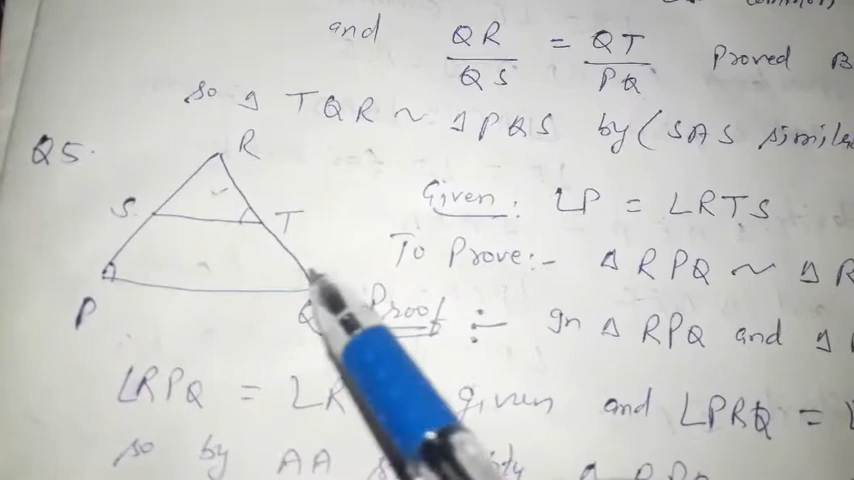 and QR/QS = QT/PQ Proved
so Δ TQR ~ ΔPQS by (SAS
Q5.
R
S
T
P
Given: ∠P = ∠RTS
To Prove:- Δ RPQ ~ Δ R
Proof :- In Δ RPQ and Δ
∠RPQ = ∠R given and ∠PRQ =
so by AA